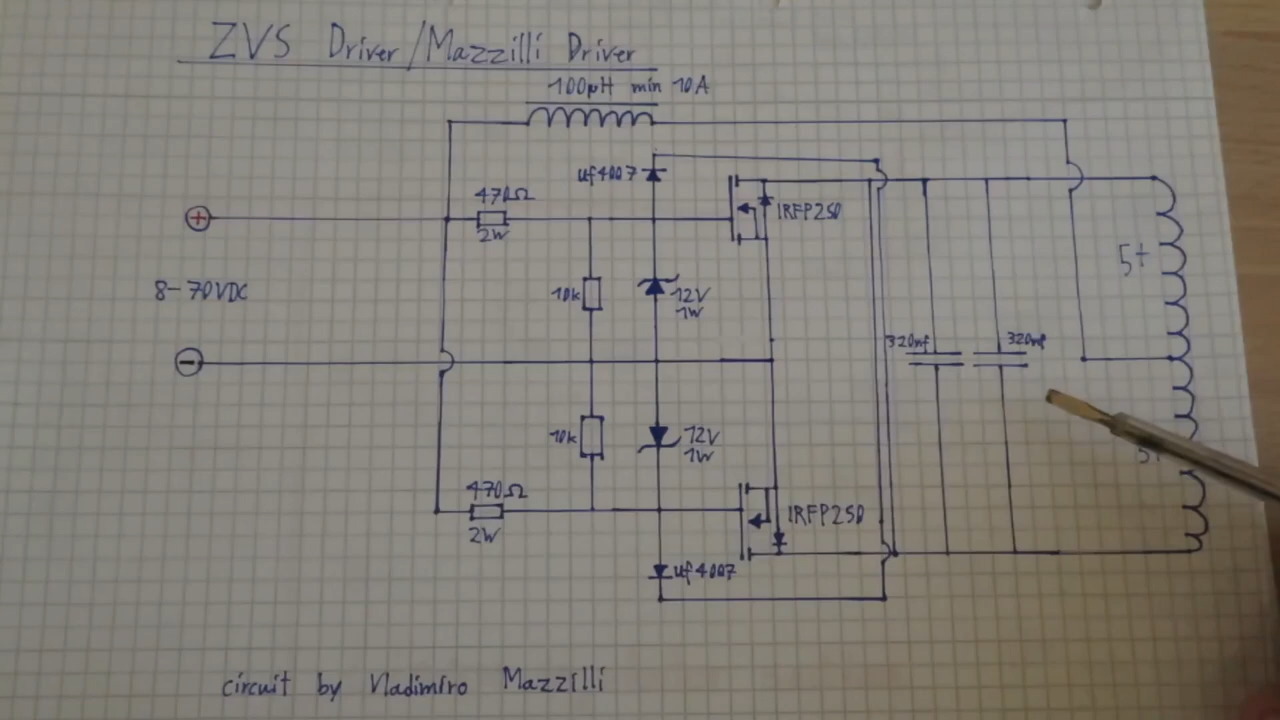 ZVS Driver/Mazzilli Driver
100µH min 10A
uf4007
470Ω
2W
IRFP250
5t
8-70VDC
10k
12V
1W
320nf
320nf
10k
12V
1W
470Ω
2W
IRFP250
uf4007
circuit by Vladimiro Mazzilli